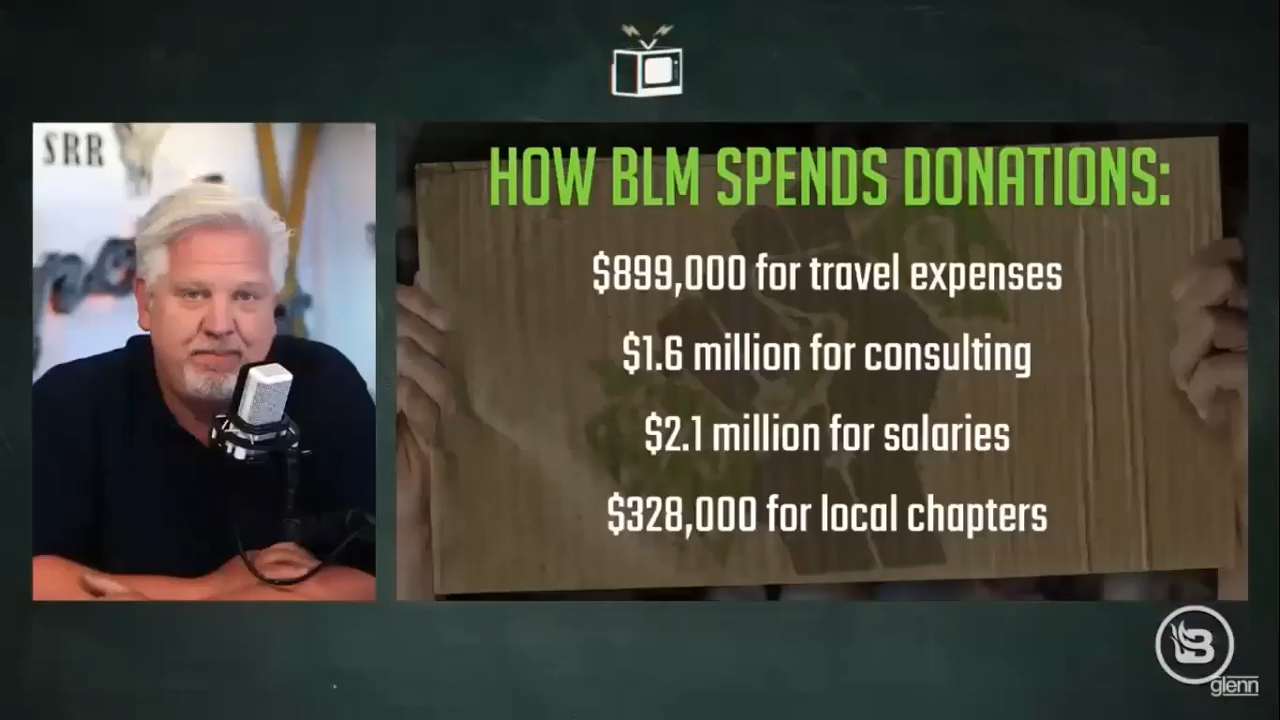 SRR
HOW BLM SPENDS DONATIONS:
$899,000 for travel expenses
$1.6 million for consulting
$2.1 million for salaries
$328,000 for local chapters
B
glenn